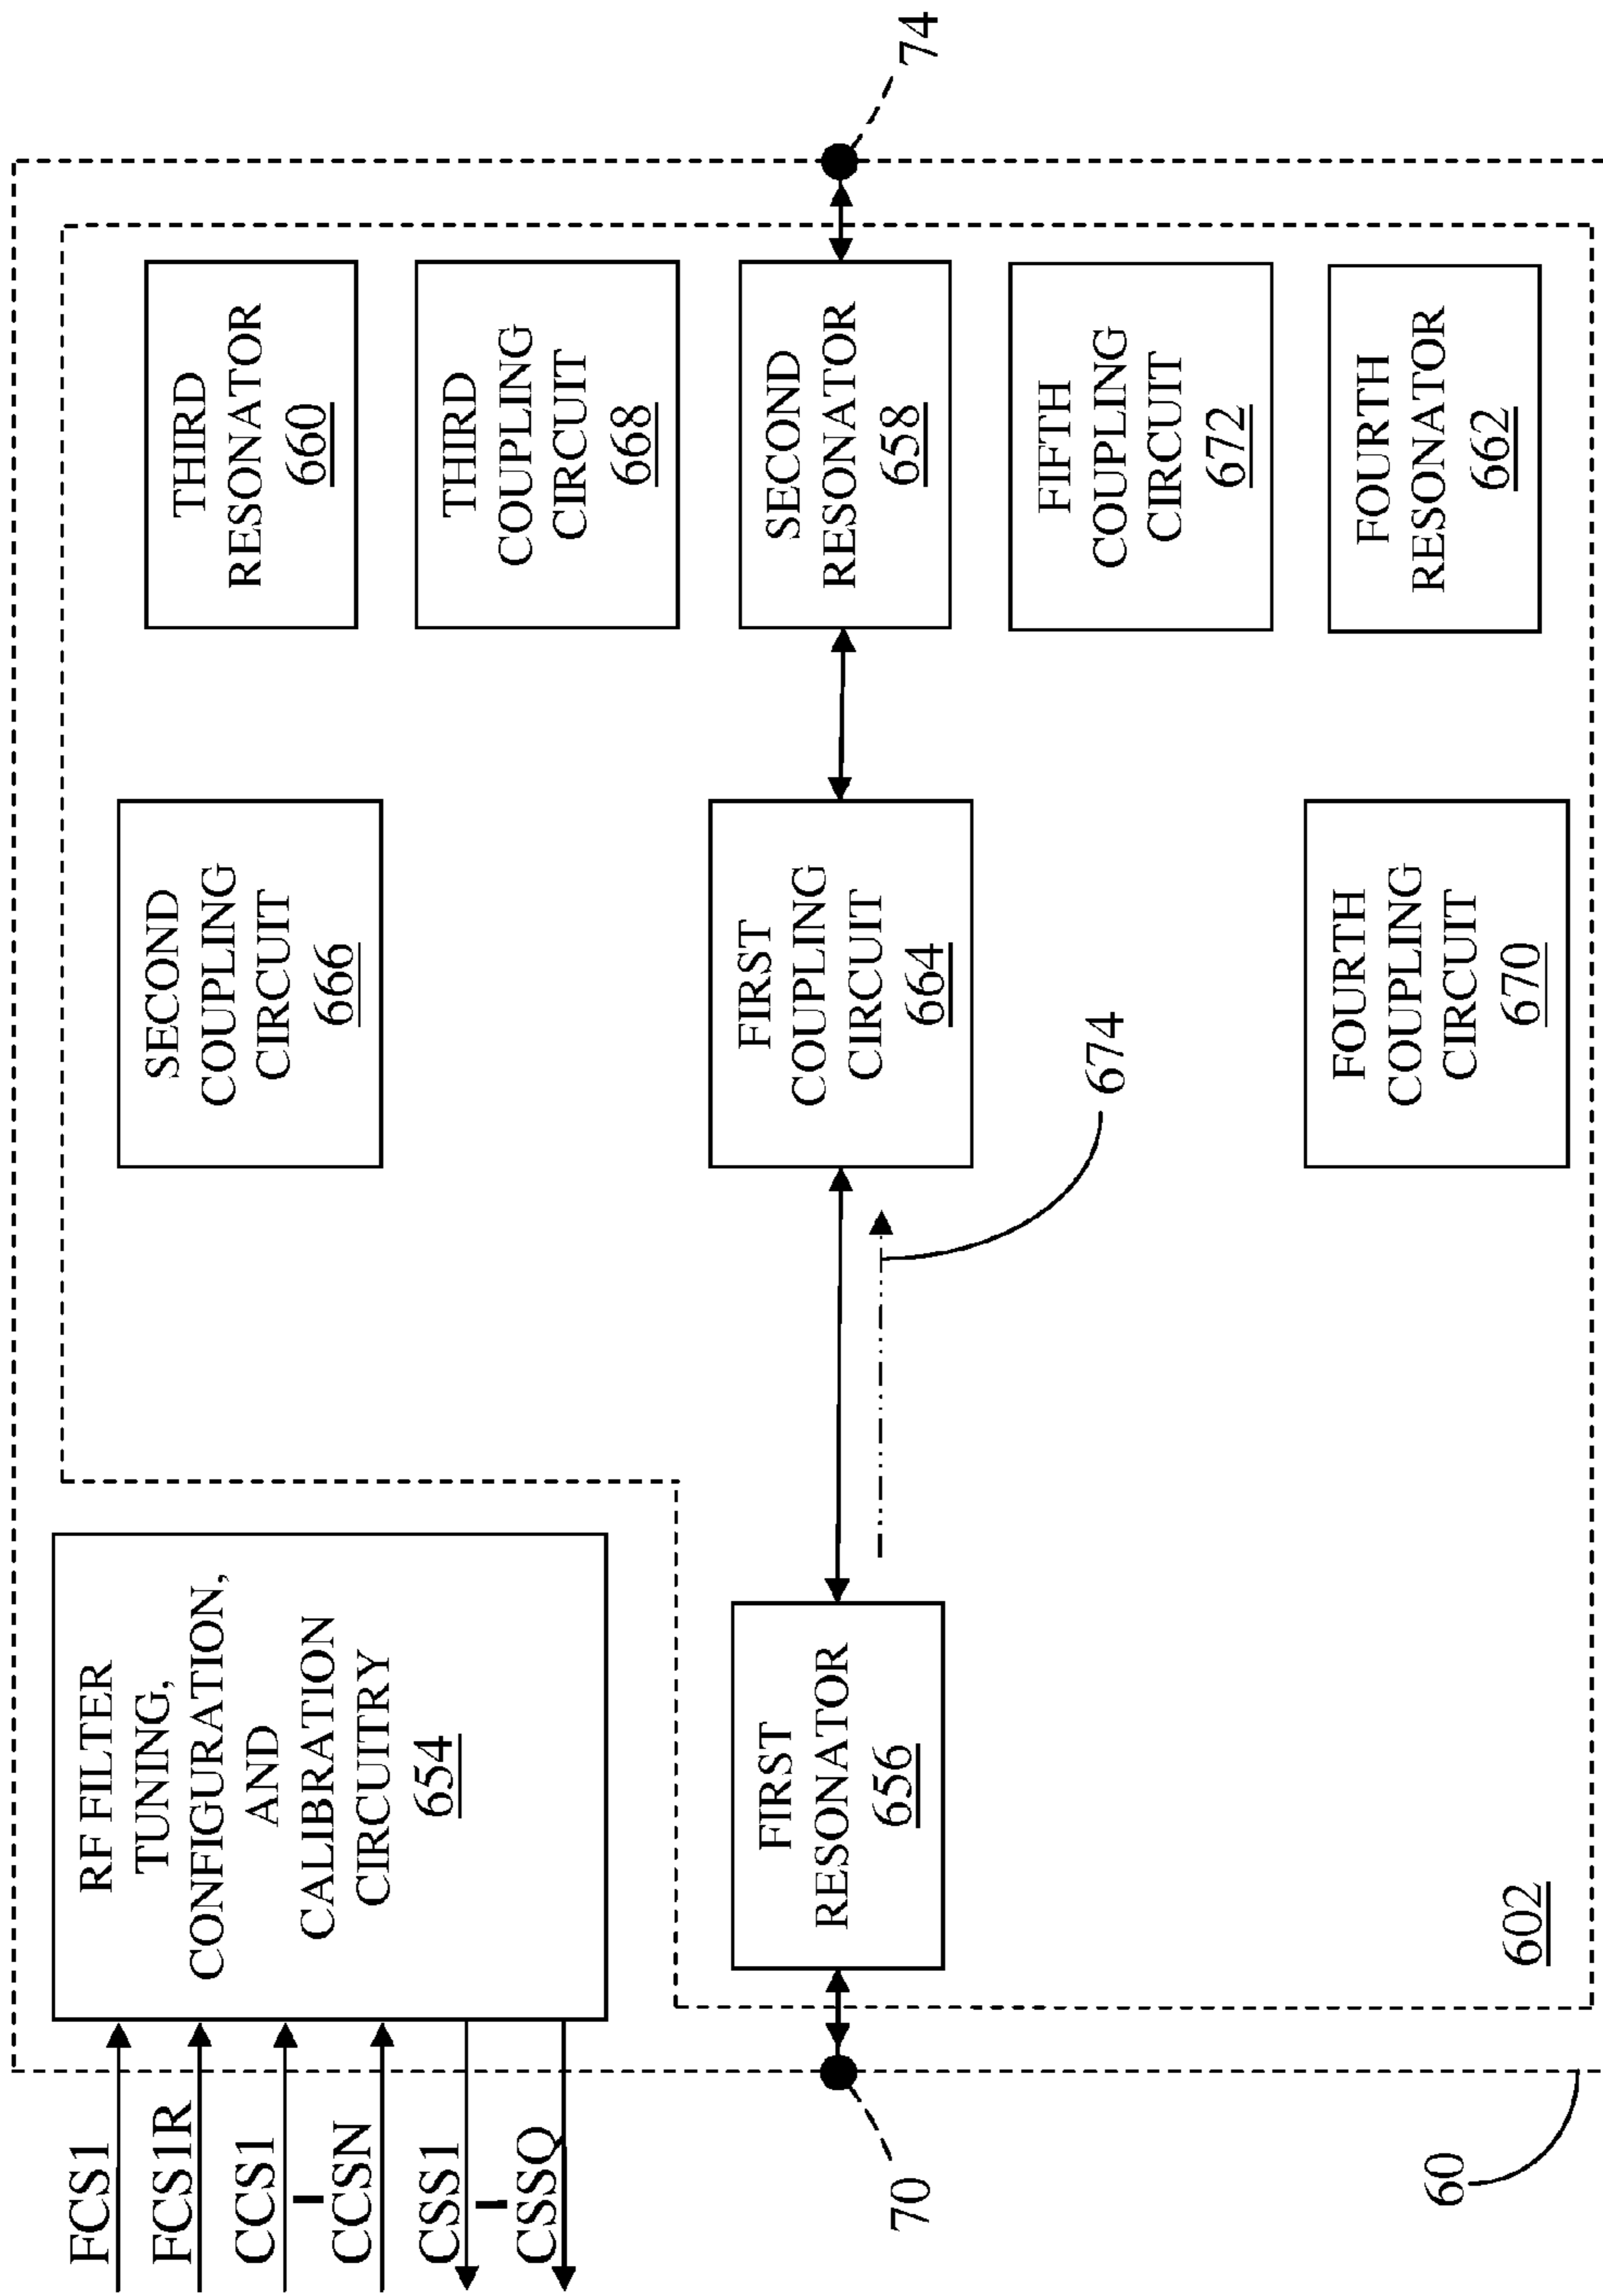 FCS1
FCS1R
CCS1
CCSN
CSS1
CSSQ
RF FILTER
TUNING,
CONFIGURATION,
AND
CALIBRATION
CIRCUITRY
654
SECOND
COUPLING
CIRCUIT
666
THIRD
RESONATOR
660
THIRD
COUPLING
CIRCUIT
668
70
FIRST
RESONATOR
656
FIRST
COUPLING
CIRCUIT
664
SECOND
RESONATOR
658
74
674
FIFTH
COUPLING
CIRCUIT
672
FOURTH
COUPLING
CIRCUIT
670
FOURTH
RESONATOR
662
602
60